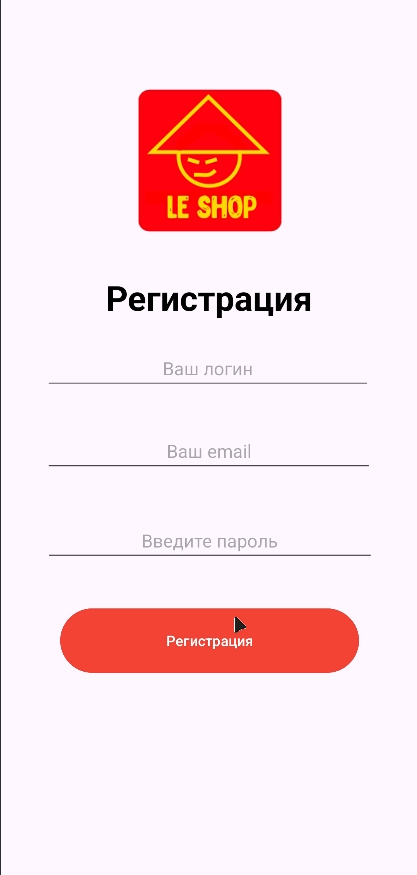 LE SHOP
Регистрация
Ваш логин
Ваш email
Введите пароль
Регистрация